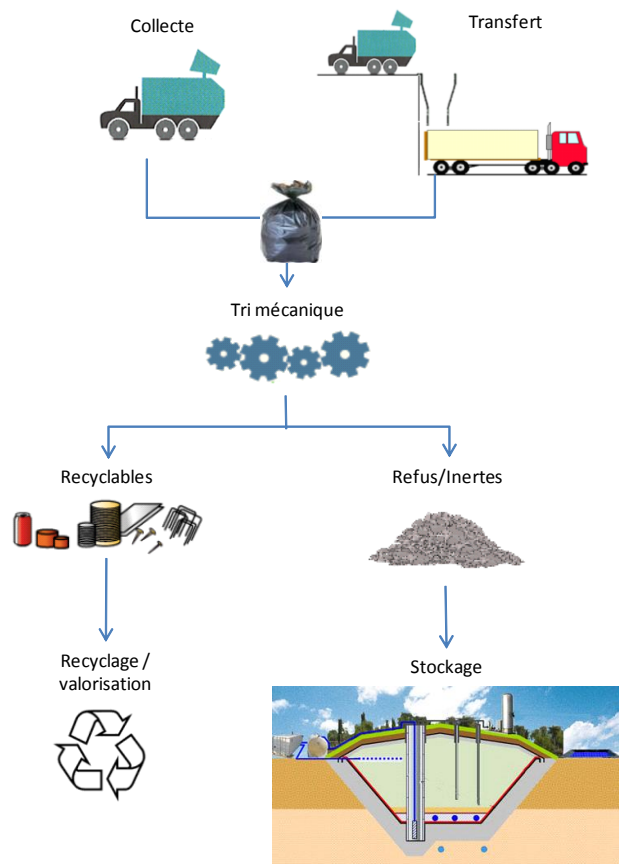 Collecte
Transfert
Tri mécanique
Recyclables
Refus/Inertes
Recyclage /
valorisation
Stockage